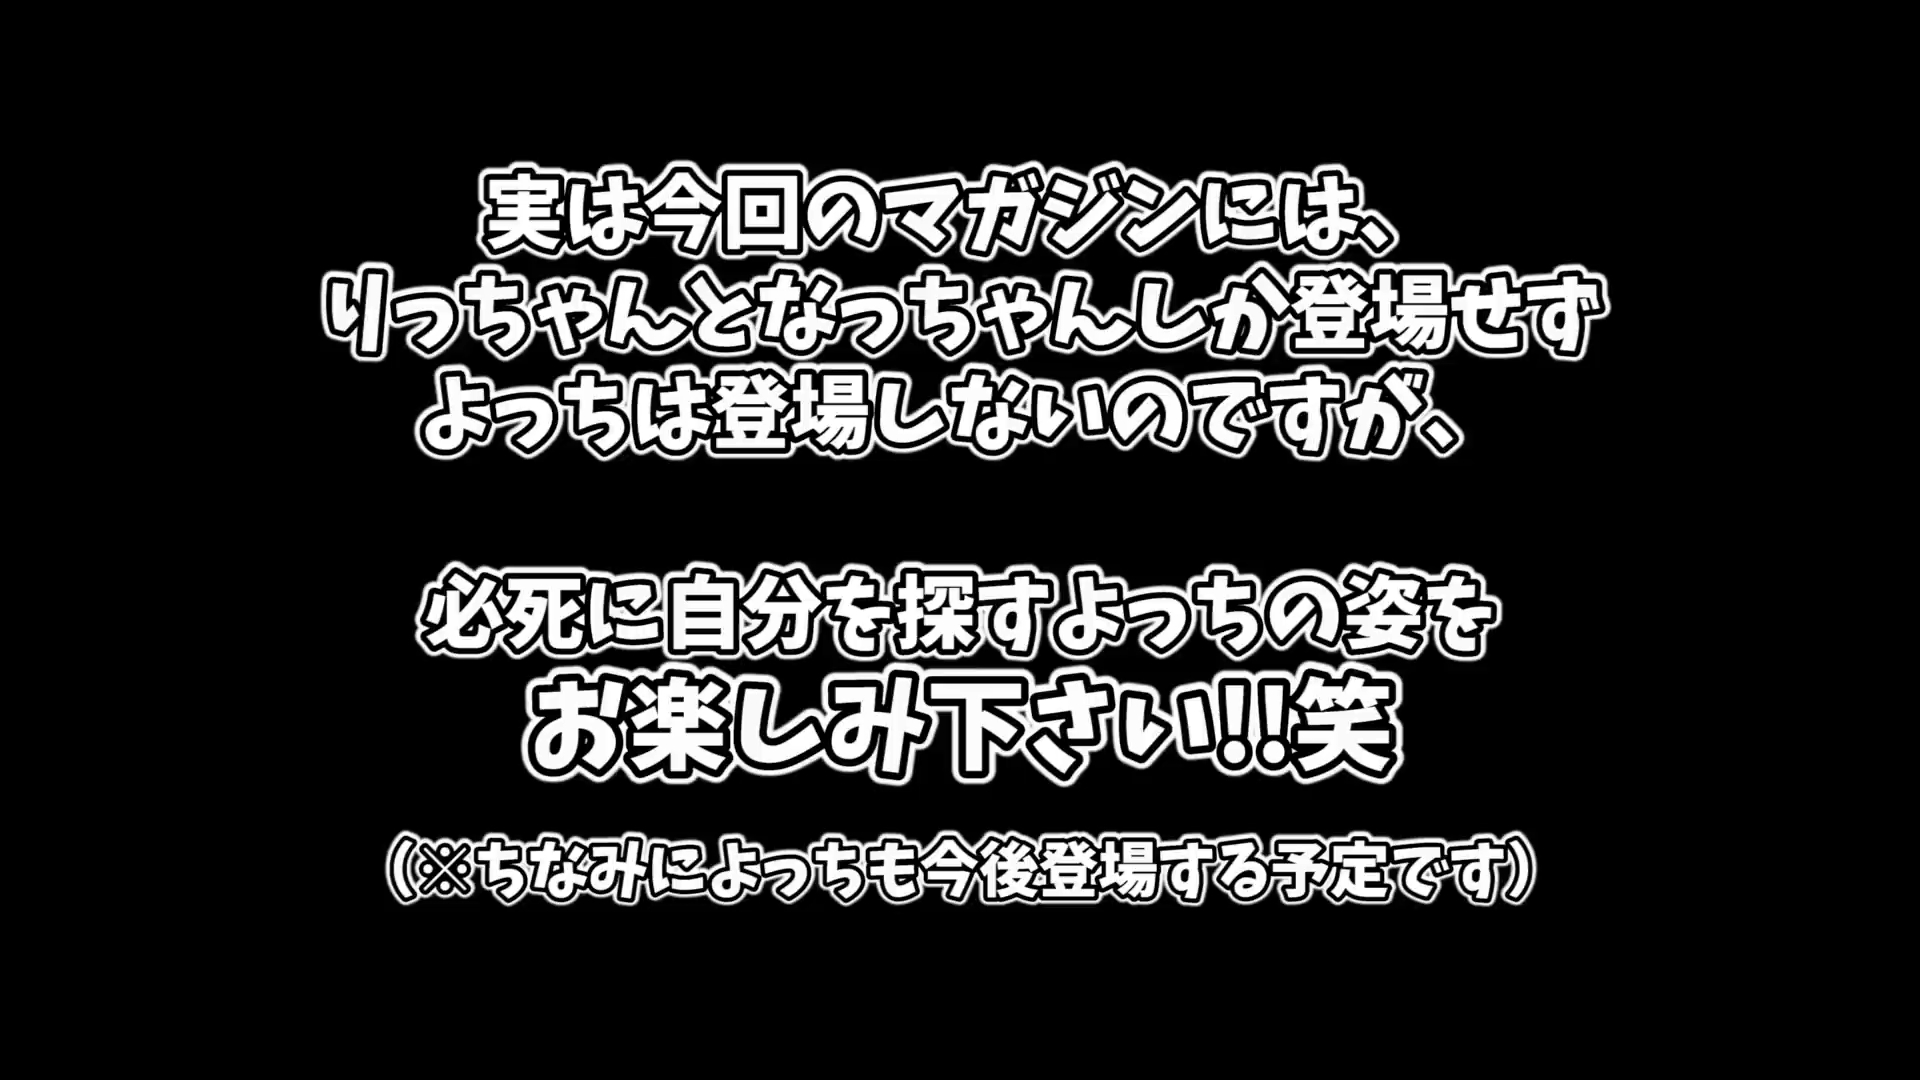 実は今回のマガジンには、
りっちゃんとなっちゃんしか登場せず
よっちは登場しないのですが、
必死に自分を探すよっちの姿を
お楽しみ下さい!!笑
（※ちなみによっちも今後登場する予定です）